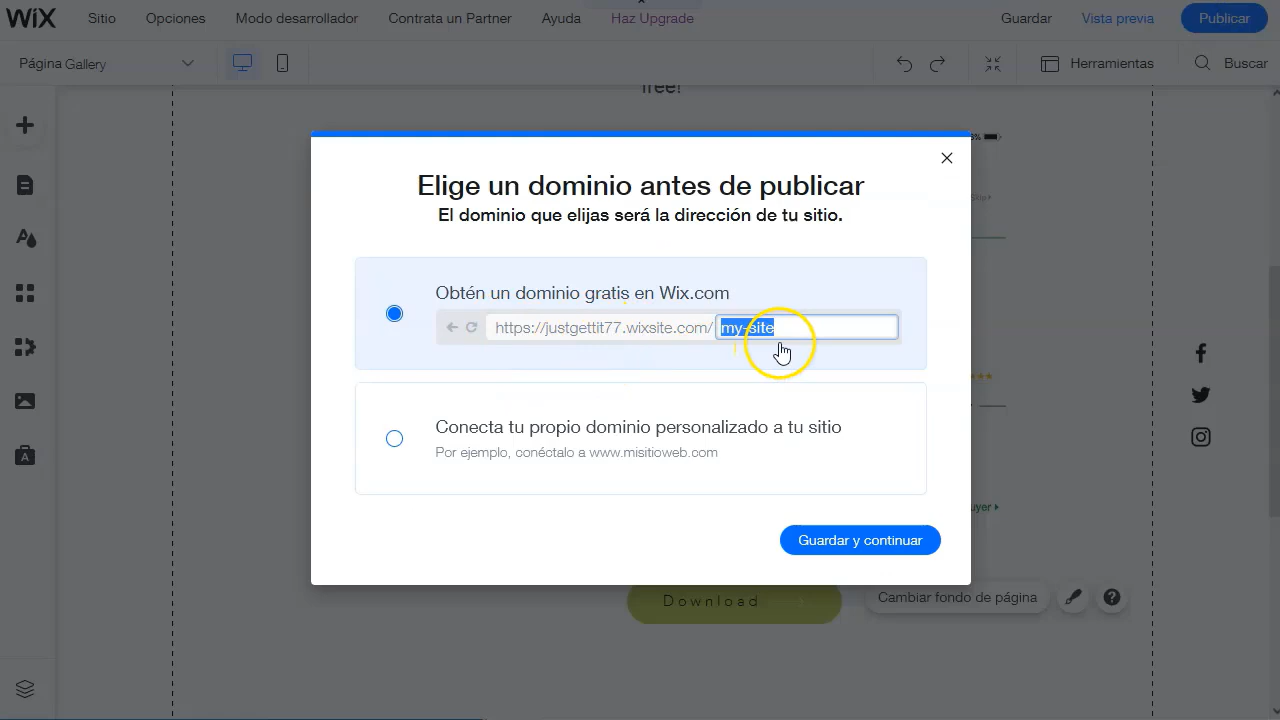 WiX Sitio Opciones Modo desarrollador Contrata un Partner Ayuda Haz Upgrade Guardar Vista previa Publicar
Página Gallery Herramientas Buscar
free!
Elige un dominio antes de publicar
El dominio que elijas será la dirección de tu sitio.
Obtén un dominio gratis en Wix.com
https://justgettit77.wixsite.com/ my-site
Conecta tu propio dominio personalizado a tu sitio
Por ejemplo, conéctalo a www.misitioweb.com
Guardar y continuar
Download
Cambiar fondo de página